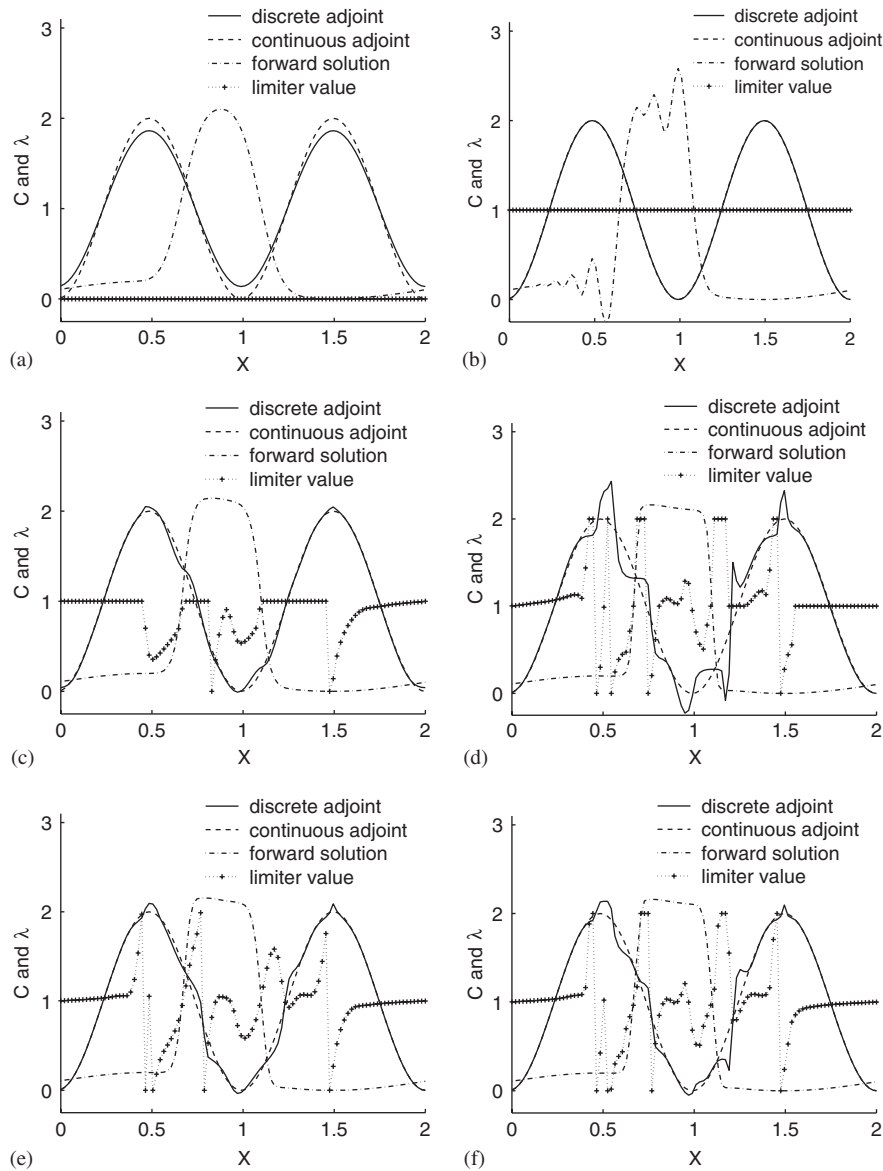 discrete adjoint
continuous adjoint
forward solution
limiter value
3
2
1
0
C and λ
0 0.5 1 1.5 2
X
(a)
discrete adjoint
continuous adjoint
forward solution
limiter value
3
2
1
0
C and λ
0 0.5 1 1.5 2
X
(b)
discrete adjoint
continuous adjoint
forward solution
limiter value
3
2
1
0
C and λ
0 0.5 1 1.5 2
X
(c)
discrete adjoint
continuous adjoint
forward solution
limiter value
3
2
1
0
C and λ
0 0.5 1 1.5 2
X
(d)
discrete adjoint
continuous adjoint
forward solution
limiter value
3
2
1
0
C and λ
0 0.5 1 1.5 2
X
(e)
discrete adjoint
continuous adjoint
forward solution
limiter value
3
2
1
0
C and λ
0 0.5 1 1.5 2
X
(f)